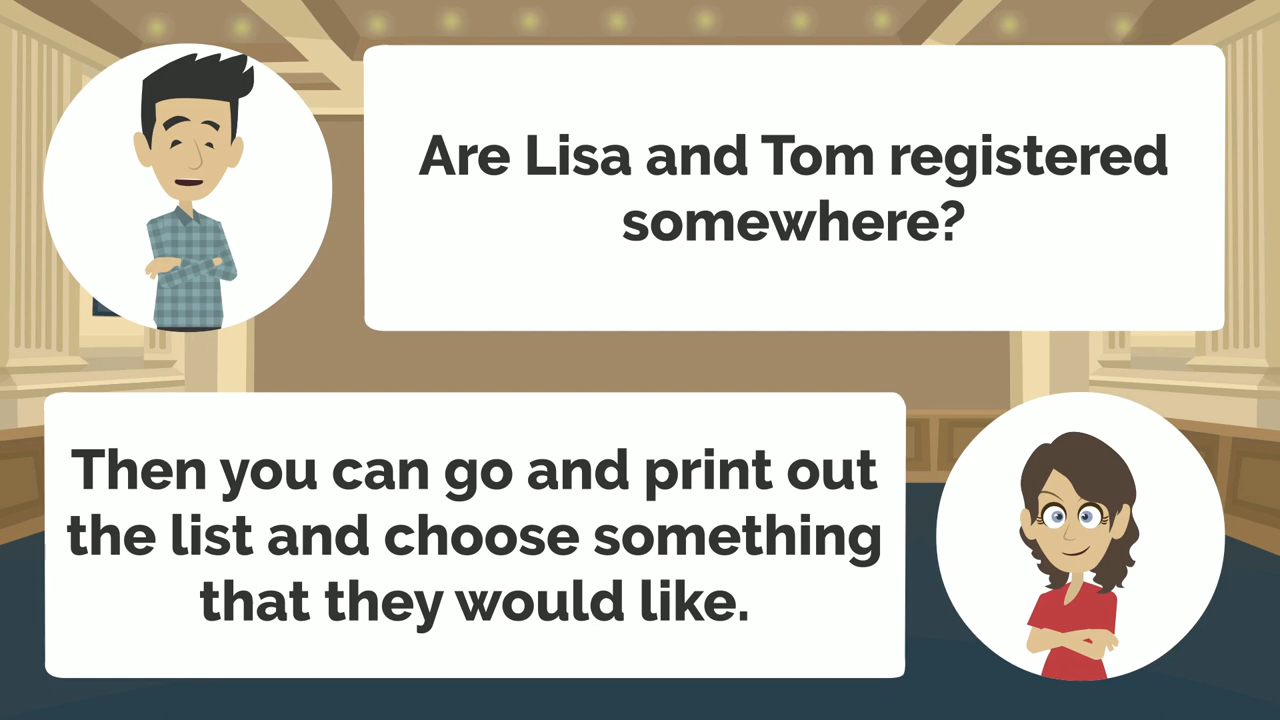 Are Lisa and Tom registered
somewhere?
Then you can go and print out
the list and choose something
that they would like.